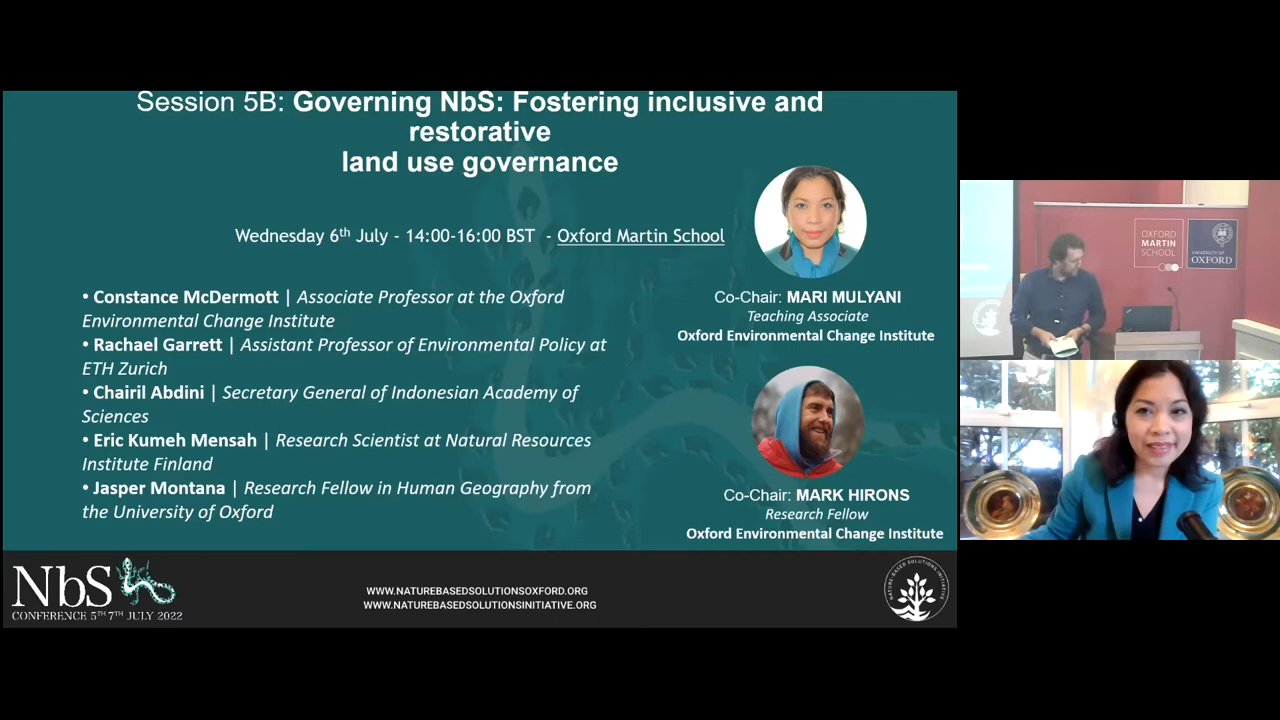 Session 5B: Governing NbS: Fostering inclusive and
restorative
land use governance
Wednesday 6th July - 14:00-16:00 BST - Oxford Martin School
• Constance McDermott | Associate Professor at the Oxford
Environmental Change Institute
• Rachael Garrett | Assistant Professor of Environmental Policy at
ETH Zurich
• Chairil Abdini | Secretary General of Indonesian Academy of
Sciences
• Eric Kumeh Mensah | Research Scientist at Natural Resources
Institute Finland
• Jasper Montana | Research Fellow in Human Geography from
the University of Oxford
Co-Chair: MARI MULYANI
Teaching Associate
Oxford Environmental Change Institute
Co-Chair: MARK HIRONS
Research Fellow
Oxford Environmental Change Institute
NbS
CONFERENCE 5TH 7TH JULY 2022
WWW.NATUREBASEDSOLUTIONSOXFORD.ORG
WWW.NATUREBASEDSOLUTIONSINITIATIVE.ORG
NATURE-BASED SOLUTIONS INITIATIVE
OXFORD
MARTIN
SCHOOL
UNIVERSITY OF
OXFORD